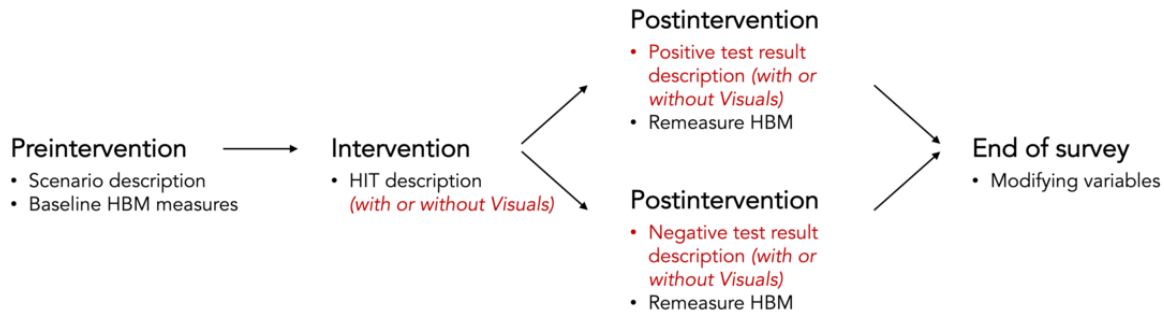 Preintervention
• Scenario description
• Baseline HBM measures
Intervention
• HIT description
(with or without Visuals)
Postintervention
• Positive test result
description (with or
without Visuals)
• Remeasure HBM
Postintervention
• Negative test result
description (with or
without Visuals)
• Remeasure HBM
End of survey
• Modifying variables